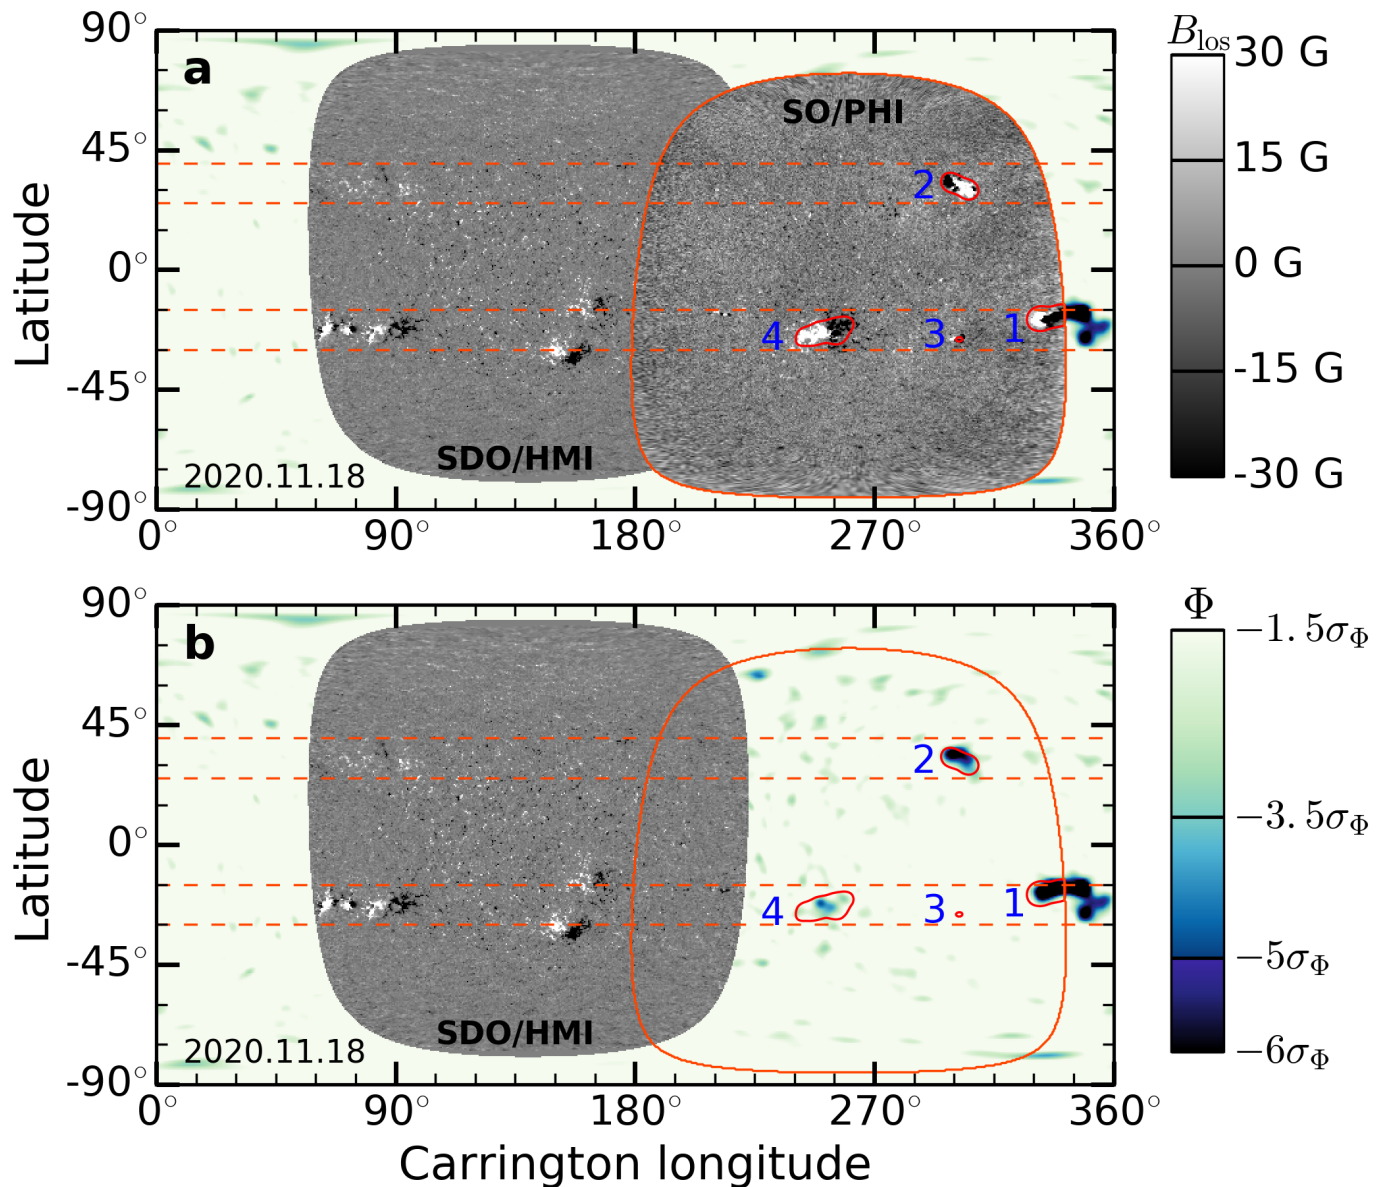 a
90°
45°
0°
-45°
-90°
Latitude
SO/PHI
SDO/HMI
2
4
3
1
2020.11.18
0°
90°
180°
270°
360°
B_los
30 G
15 G
0 G
-15 G
-30 G
b
90°
45°
0°
-45°
-90°
Latitude
2
4
3
1
SDO/HMI
2020.11.18
0°
90°
180°
270°
360°
Carrington longitude
Φ
−1.5σ_Φ
−3.5σ_Φ
−5σ_Φ
−6σ_Φ